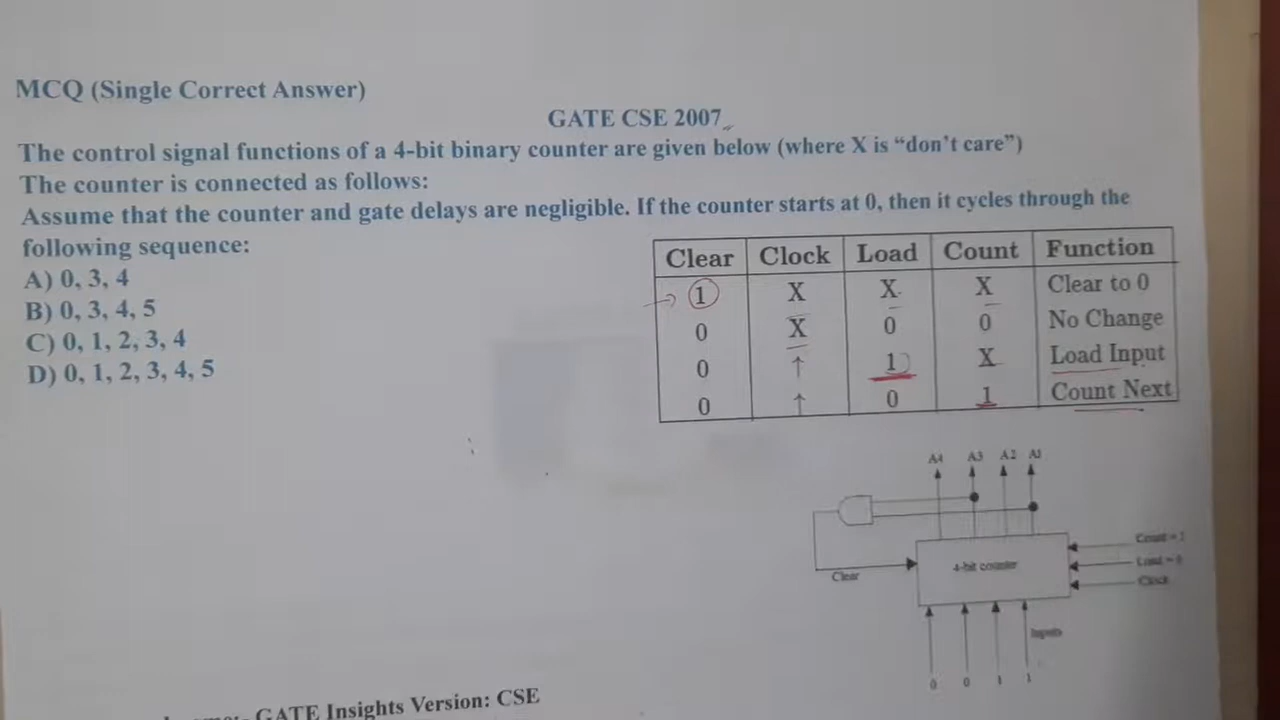 MCQ (Single Correct Answer)
GATE CSE 2007
The control signal functions of a 4-bit binary counter are given below (where X is “don’t care”)
The counter is connected as follows:
Assume that the counter and gate delays are negligible. If the counter starts at 0, then it cycles through the
following sequence:
A) 0, 3, 4
B) 0, 3, 4, 5
C) 0, 1, 2, 3, 4
D) 0, 1, 2, 3, 4, 5
Clear Clock Load Count Function
1 X X X Clear to 0
0 X 0 0 No Change
0 ↑ 1 X Load Input
0 ↑ 0 1 Count Next
A4 A3 A2 A1
Count = 1
4-bit counter
Load = 0
Clear
Clock
Inputs
0 0 1 1
GATE Insights Version: CSE